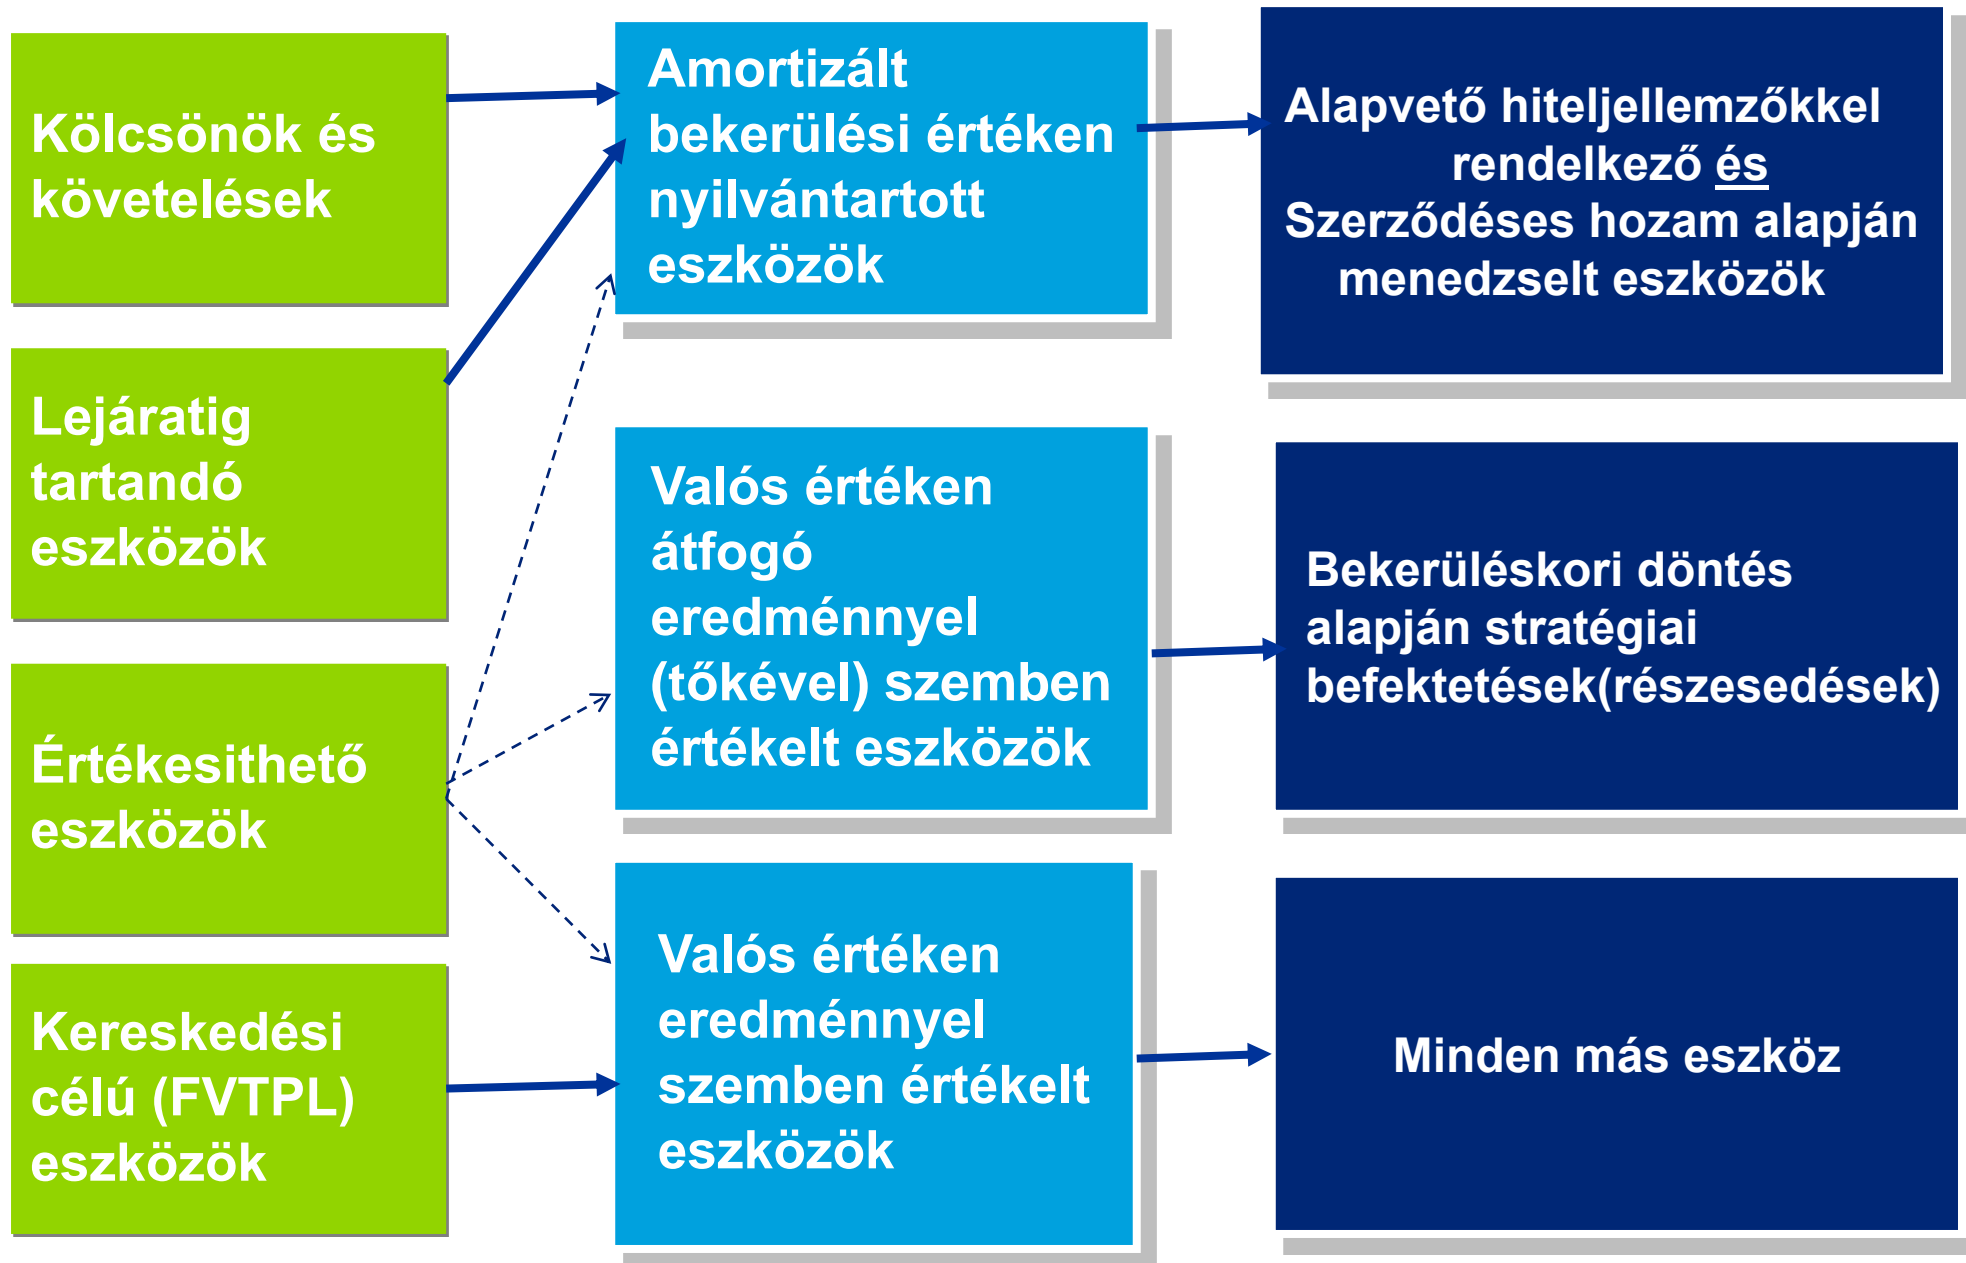 Kölcsönök és
követelések
Lejáratig
tartandó
eszközök
Értékesithető
eszközök
Kereskedési
célú (FVTPL)
eszközök
Amortizált
bekerülési értéken
nyilvántartott
eszközök
Valós értéken
átfogó
eredménnyel
(tőkével) szemben
értékelt eszközök
Valós értéken
eredménnyel
szemben értékelt
eszközök
Alapvető hiteljellemzőkkel
rendelkező és
Szerződéses hozam alapján
menedzselt eszközök
Bekerüléskori döntés
alapján stratégiai
befektetések(részesedések)
Minden más eszköz